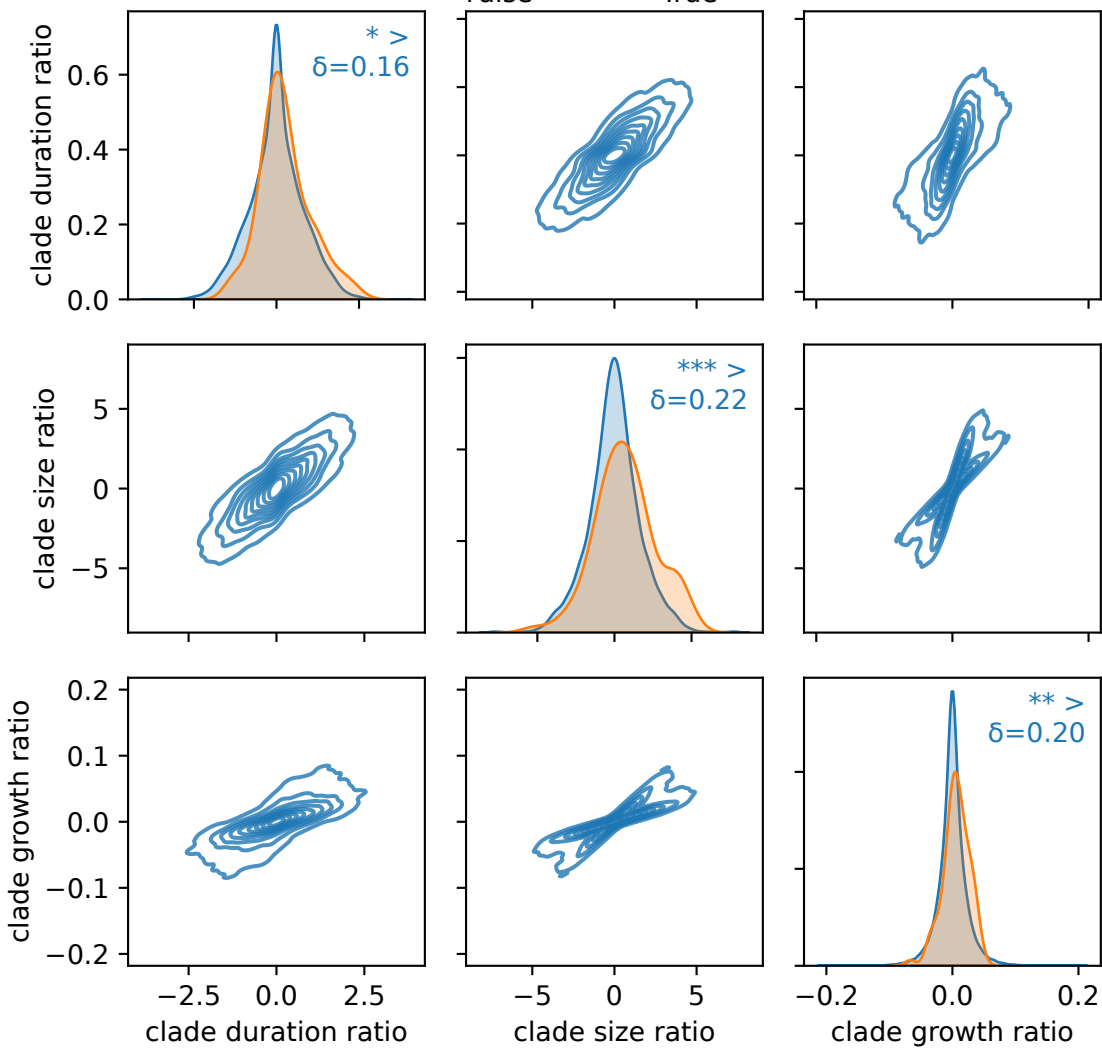 clade duration ratio
0.6
0.4
0.2
0.0
* >
δ=0.16
clade size ratio
5
0
−5
*** >
δ=0.22
clade growth ratio
0.2
0.1
0.0
−0.1
−0.2
** >
δ=0.20
−2.5 0.0 2.5
clade duration ratio
−5 0 5
clade size ratio
−0.2 0.0 0.2
clade growth ratio